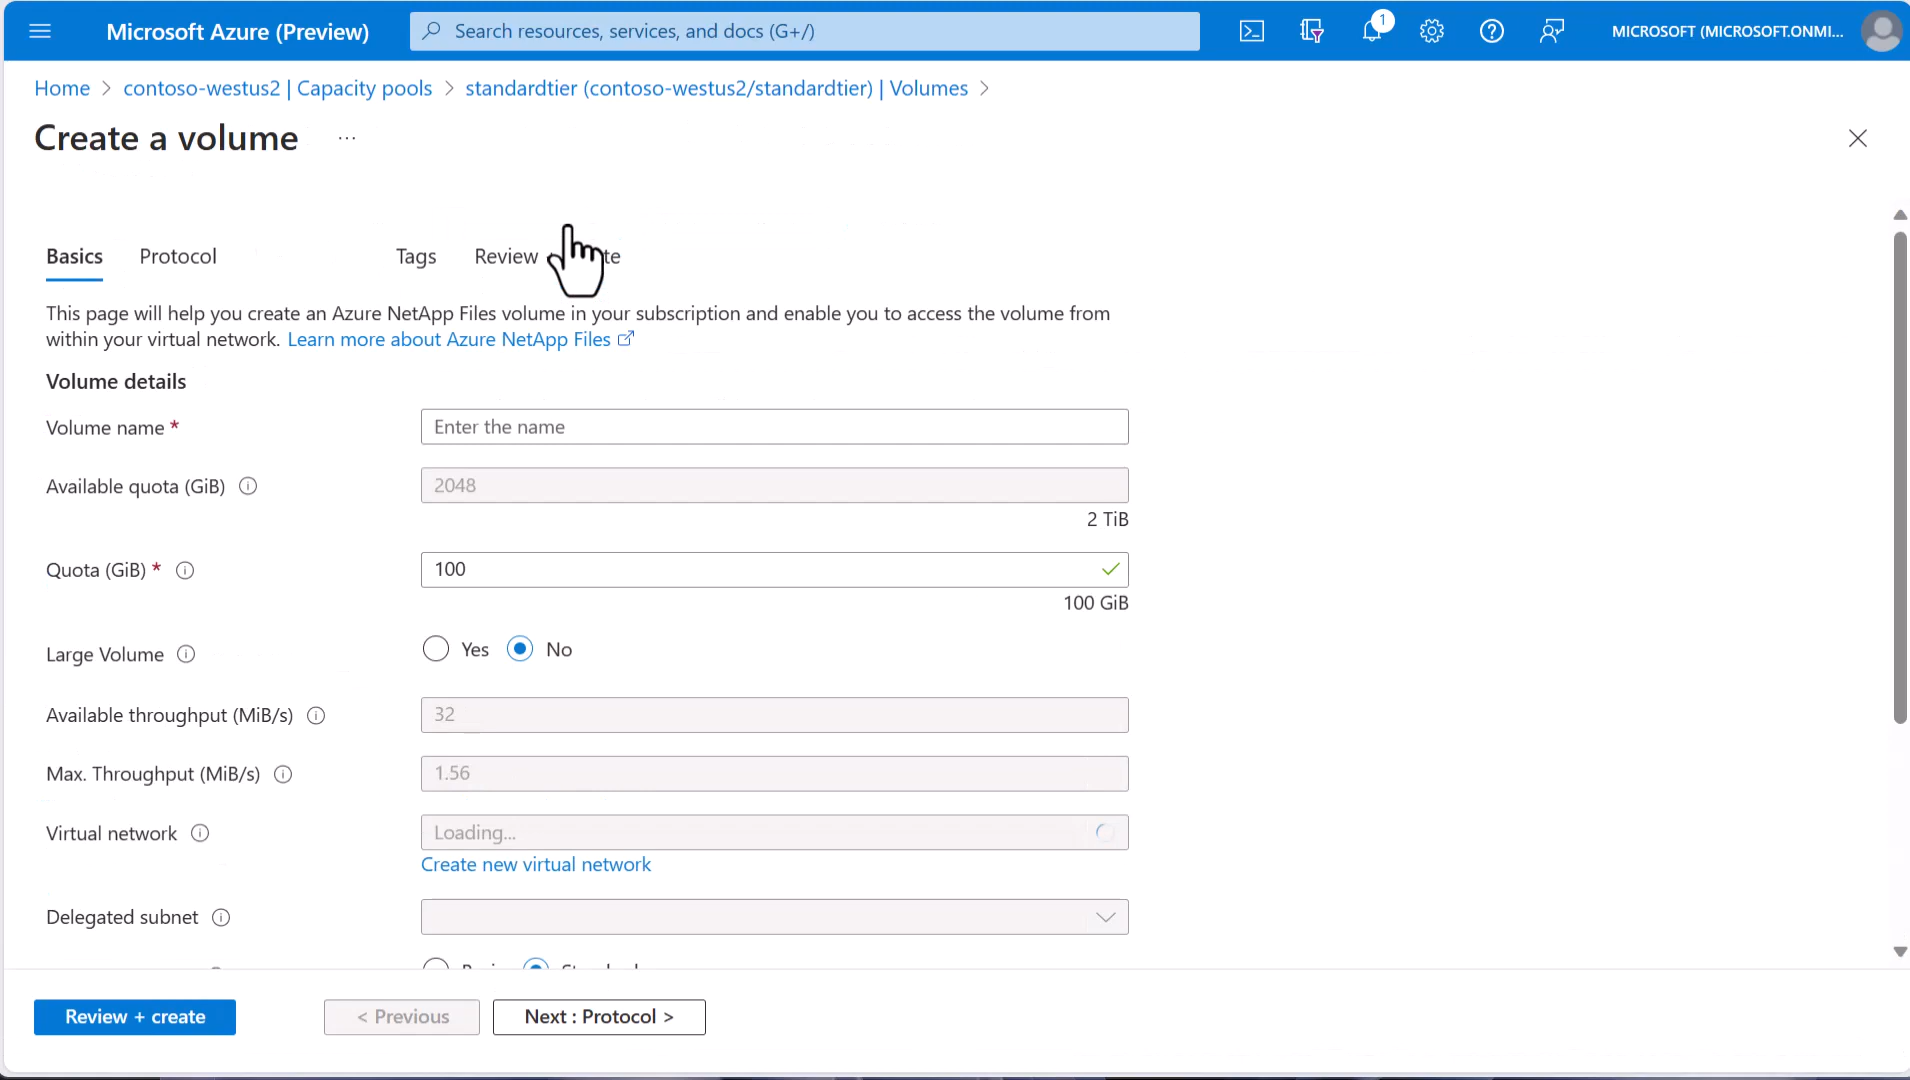 Microsoft Azure (Preview)
Search resources, services, and docs (G+/)
1
MICROSOFT (MICROSOFT.ONMI...
Home > contoso-westus2 | Capacity pools > standardtier (contoso-westus2/standardtier) | Volumes >
Create a volume ...
Basics Protocol Tags Review
This page will help you create an Azure NetApp Files volume in your subscription and enable you to access the volume from
within your virtual network. Learn more about Azure NetApp Files
Volume details
Volume name *
Enter the name
Available quota (GiB)
2048
2 TiB
Quota (GiB) *
100
100 GiB
Large Volume
Yes No
Available throughput (MiB/s)
32
Max. Throughput (MiB/s)
1.56
Virtual network
Loading...
Create new virtual network
Delegated subnet
Review + create < Previous Next : Protocol >